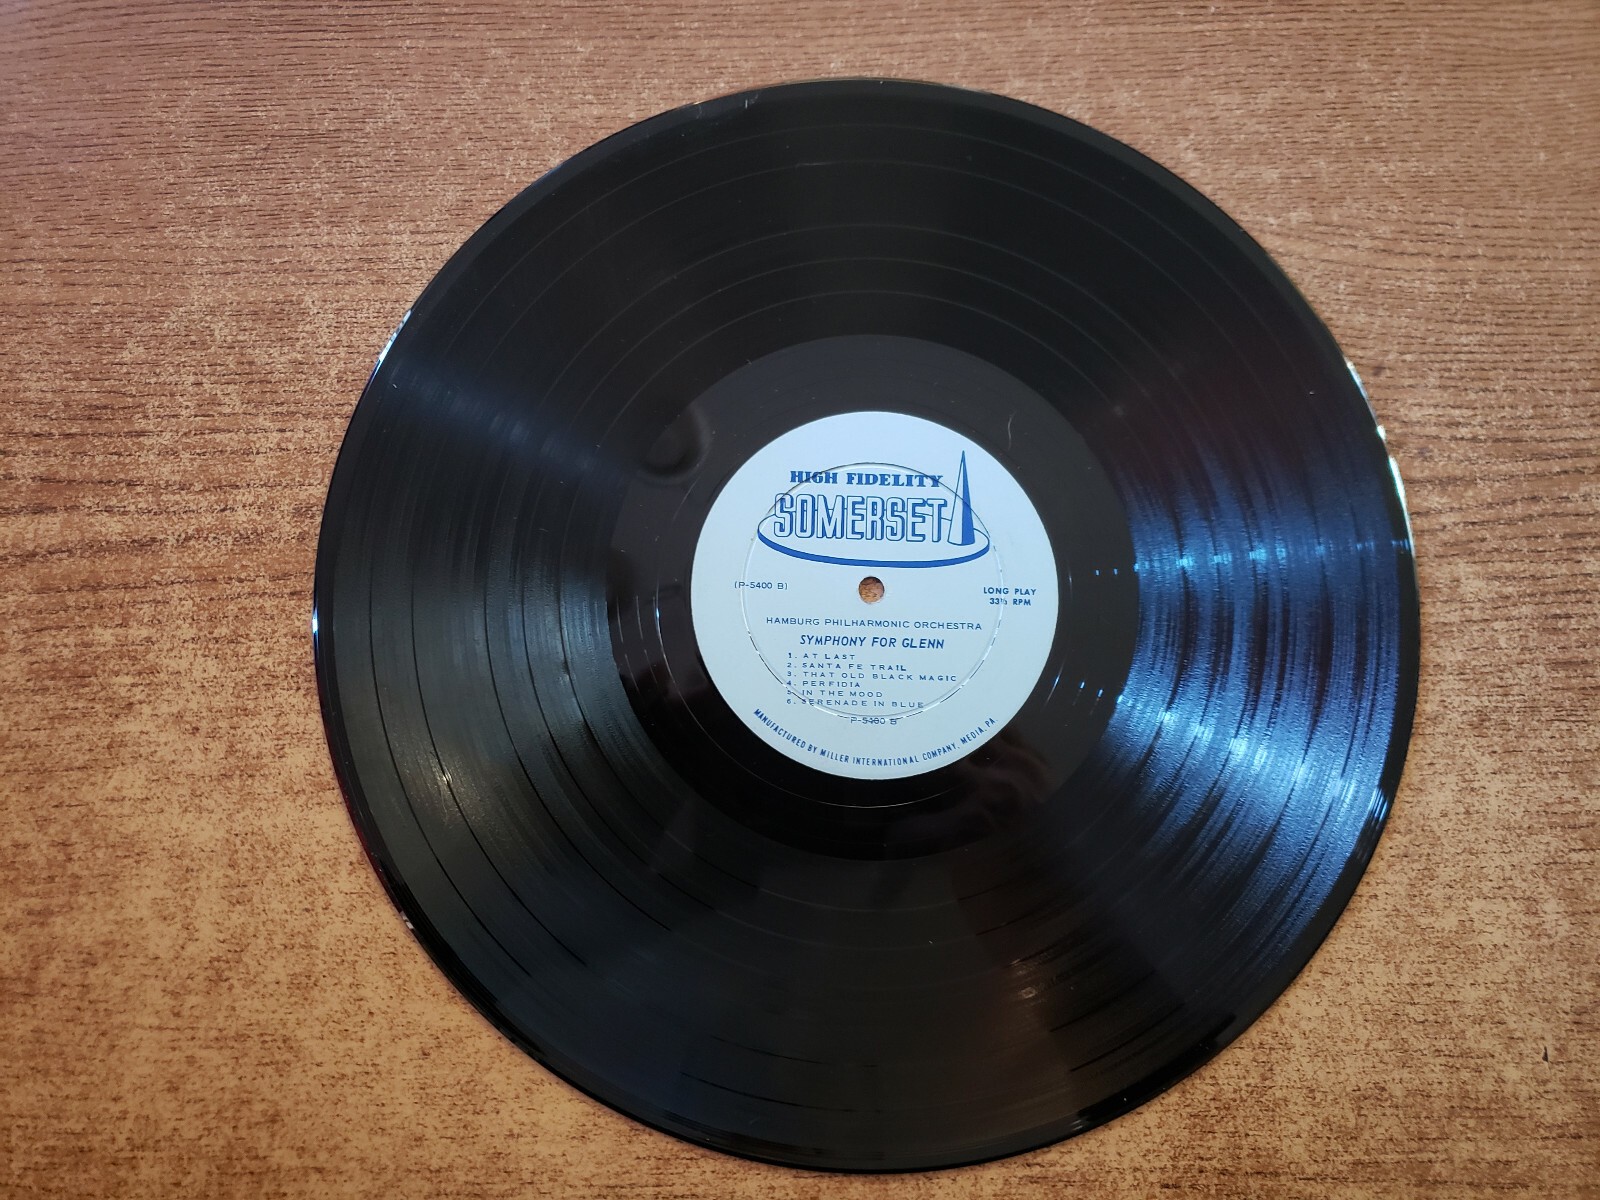 HIGH FIDELITY
SOMERSET
(P-5400 B)
LONG PLAY
33⅓ RPM
HAMBURG PHILHARMONIC ORCHESTRA
SYMPHONY FOR GLENN
1. AT LAST
2. SANTA FE TRAIL
3. THAT OLD BLACK MAGIC
4. PERFIDIA
5. IN THE MOOD
6. SERENADE IN BLUE
P-5400 B
MANUFACTURED BY MILLER INTERNATIONAL COMPANY, MEDIA, PA.